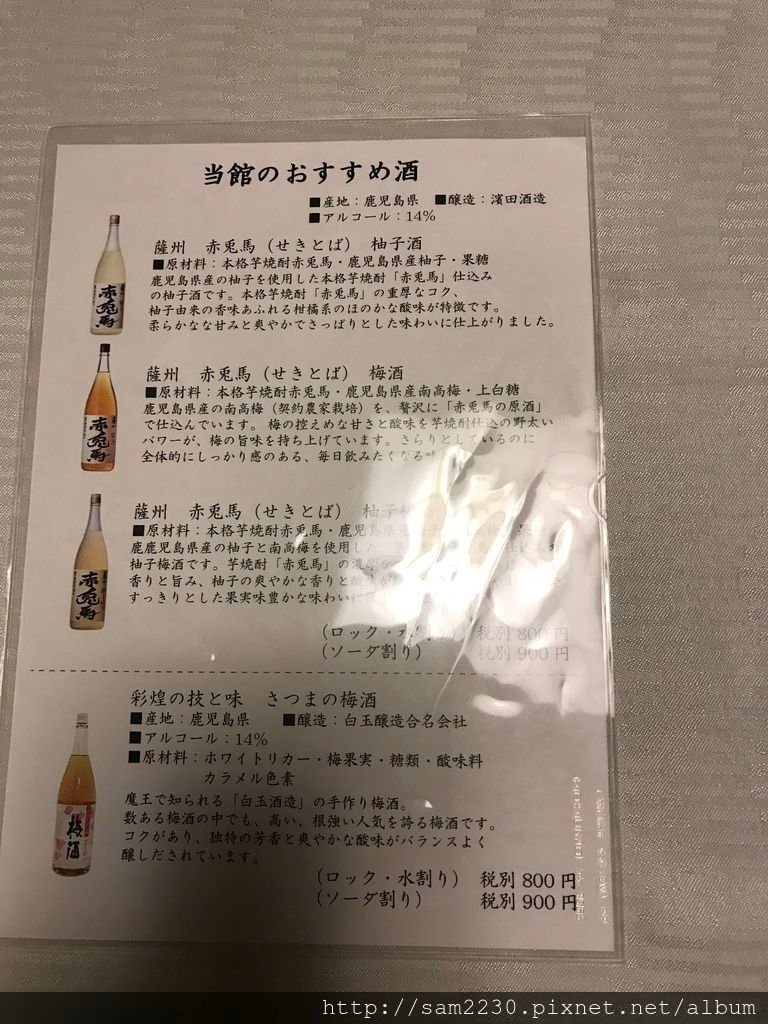 当館のおすすめ酒
■産地：鹿児島県　■醸造：濵田酒造
■アルコール：14%
薩州　赤兎馬（せきとば）　柚子酒
■原材料：本格芋焼酎赤兎馬・鹿児島県産柚子・果糖
鹿児島県産の柚子を使用した本格芋焼酎「赤兎馬」仕込み
の柚子酒です。本格芋焼酎「赤兎馬」の重厚なコク、
柚子由来の香味あふれる柑橘系のほのかな酸味が特徴です。
柔らかなな甘みと爽やかでさっぱりとした味わいに仕上がりました。
薩州　赤兎馬（せきとば）　梅酒
■原材料：本格芋焼酎赤兎馬・鹿児島県産南高梅・上白糖
鹿児島県産の南高梅（契約農家栽培）を、贅沢に「赤兎馬の原酒」
で仕込んでいます。梅の控えめな甘さと酸味を芋焼酎仕込の野太い
パワーが、梅の旨味を持ち上げています。さらりとしているのに
全体的にしっかり感のある、毎日飲みたくなる味
薩州　赤兎馬（せきとば）　柚子
■原材料：本格芋焼酎赤兎馬・鹿児島県産
鹿鹿児島県産の柚子と南高梅を使用した、
柚子梅酒です。芋焼酎「赤兎馬」の濃厚な
香りと旨み、柚子の爽やかな香りと酸味が
すっきりとした果実味豊かな味わいに仕
（ロック・水割り）　税別 800 円
（ソーダ割り）　税別 900 円
彩煌の技と味　さつまの梅酒
■産地：鹿児島県　■醸造：白玉醸造合名会社
■アルコール：14%
■原材料：ホワイトリカー・梅果実・糖類・酸味料
カラメル色素
魔王で知られる「白玉酒造」の手作り梅酒。
数ある梅酒の中でも、高い、根強い人気を誇る梅酒です。
コクがあり、独特の芳香と爽やかな酸味がバランスよく
醸しだされています。
（ロック・水割り）　税別 800 円
（ソーダ割り）　税別 900 円
赤兎馬
赤兎馬
赤兎馬
梅酒
http://sam2230.pixnet.net/album